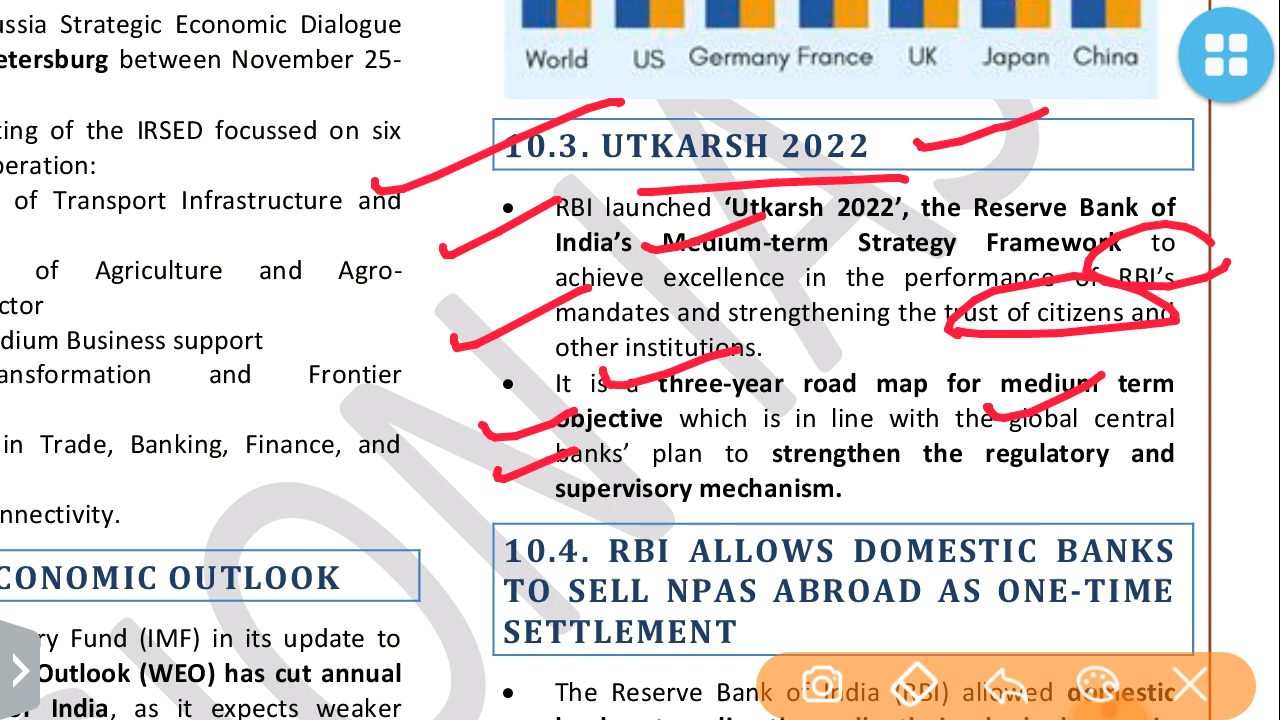 ussia Strategic Economic Dialogue
etersburg between November 25-
ting of the IRSED focussed on six
peration:
of Transport Infrastructure and
of Agriculture and Agro-
ctor
dium Business support
ansformation and Frontier
in Trade, Banking, Finance, and
nnectivity.
CONOMIC OUTLOOK
ry Fund (IMF) in its update to
Outlook (WEO) has cut annual
India, as it expects weaker
World US Germany France UK Japan China
10.3. UTKARSH 2022
• RBI launched ‘Utkarsh 2022’, the Reserve Bank of
India’s Medium-term Strategy Framework to
achieve excellence in the performance of RBI’s
mandates and strengthening the trust of citizens and
other institutions.
• It is a three-year road map for medium term
objective which is in line with the global central
banks’ plan to strengthen the regulatory and
supervisory mechanism.
10.4. RBI ALLOWS DOMESTIC BANKS
TO SELL NPAS ABROAD AS ONE-TIME
SETTLEMENT
• The Reserve Bank of India (RBI) allowed domestic